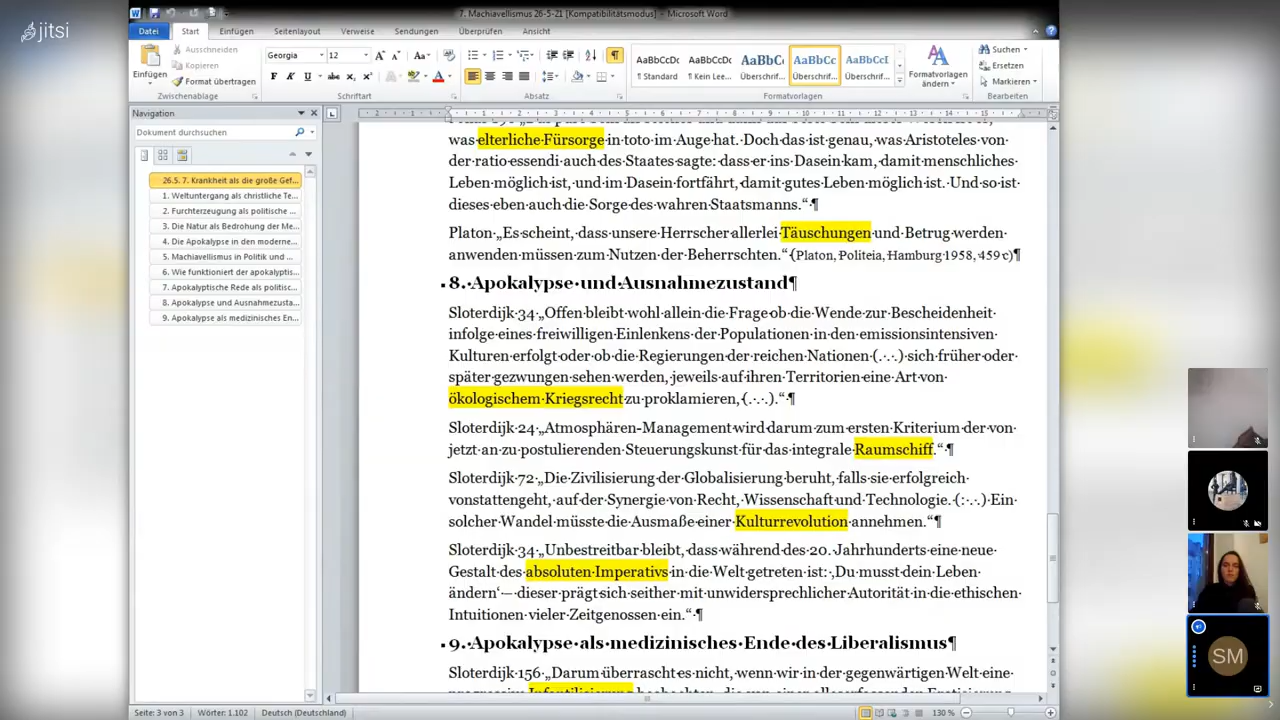 jitsi
7. Machiavellismus 26-5-21 [Kompatibilitätsmodus] - Microsoft Word
Datei Start Einfügen Seitenlayout Verweise Sendungen Überprüfen Ansicht
Einfügen
Ausschneiden
Kopieren
Format übertragen
Zwischenablage
Georgia 12
Schriftart
Absatz
AaBbCcDc AaBbCcDc AaBbC AaBbCc AaBbCcI
¶ Standard ¶ Kein Lee... Überschrif... Überschrif... Überschrif...
Formatvorlagen ändern
Formatvorlagen
Suchen
Ersetzen
Markieren
Bearbeiten
Navigation
Dokument durchsuchen
26.5. 7. Krankheit als die große Gef...
1. Weltuntergang als christliche Te...
2. Furchterzeugung als politische ...
3. Die Natur als Bedrohung der Me...
4. Die Apokalypse in den moderne...
5. Machiavellismus in Politik und ...
6. Wie funktioniert der apokalyptis...
7. Apokalyptische Rede als politisc...
8. Apokalypse und Ausnahmezusta...
9. Apokalypse als medizinisches En...
was elterliche Fürsorge in toto im Auge hat. Doch das ist genau, was Aristoteles von
der ratio essendi auch des Staates sagte: dass er ins Dasein kam, damit menschliches
Leben möglich ist, und im Dasein fortfährt, damit gutes Leben möglich ist. Und so ist
dieses eben auch die Sorge des wahren Staatsmanns.“ ¶
Platon „Es scheint, dass unsere Herrscher allerlei Täuschungen und Betrug werden
anwenden müssen zum Nutzen der Beherrschten.“ (Platon, Politeia, Hamburg 1958, 459 c)¶
8. Apokalypse und Ausnahmezustand¶
Sloterdijk 34 „Offen bleibt wohl allein die Frage ob die Wende zur Bescheidenheit
infolge eines freiwilligen Einlenkens der Populationen in den emissionsintensiven
Kulturen erfolgt oder ob die Regierungen der reichen Nationen (. . .) sich früher oder
später gezwungen sehen werden, jeweils auf ihren Territorien eine Art von
ökologischem Kriegsrecht zu proklamieren, (. . .).“ ¶
Sloterdijk 24 „Atmosphären-Management wird darum zum ersten Kriterium der von
jetzt an zu postulierenden Steuerungskunst für das integrale Raumschiff.“ ¶
Sloterdijk 72 „Die Zivilisierung der Globalisierung beruht, falls sie erfolgreich
vonstattengeht, auf der Synergie von Recht, Wissenschaft und Technologie. (: . .) Ein
solcher Wandel müsste die Ausmaße einer Kulturrevolution annehmen.“¶
Sloterdijk 34 „Unbestreitbar bleibt, dass während des 20. Jahrhunderts eine neue
Gestalt des absoluten Imperativs in die Welt getreten ist: ‚Du musst dein Leben
ändern‘ – dieser prägt sich seither mit unwidersprechlicher Autorität in die ethischen
Intuitionen vieler Zeitgenossen ein.“ ¶
9. Apokalypse als medizinisches Ende des Liberalismus¶
Sloterdijk 156 „Darum überrascht es nicht, wenn wir in der gegenwärtigen Welt eine
SM
Seite: 3 von 3 Wörter: 1.102 Deutsch (Deutschland) 130 %